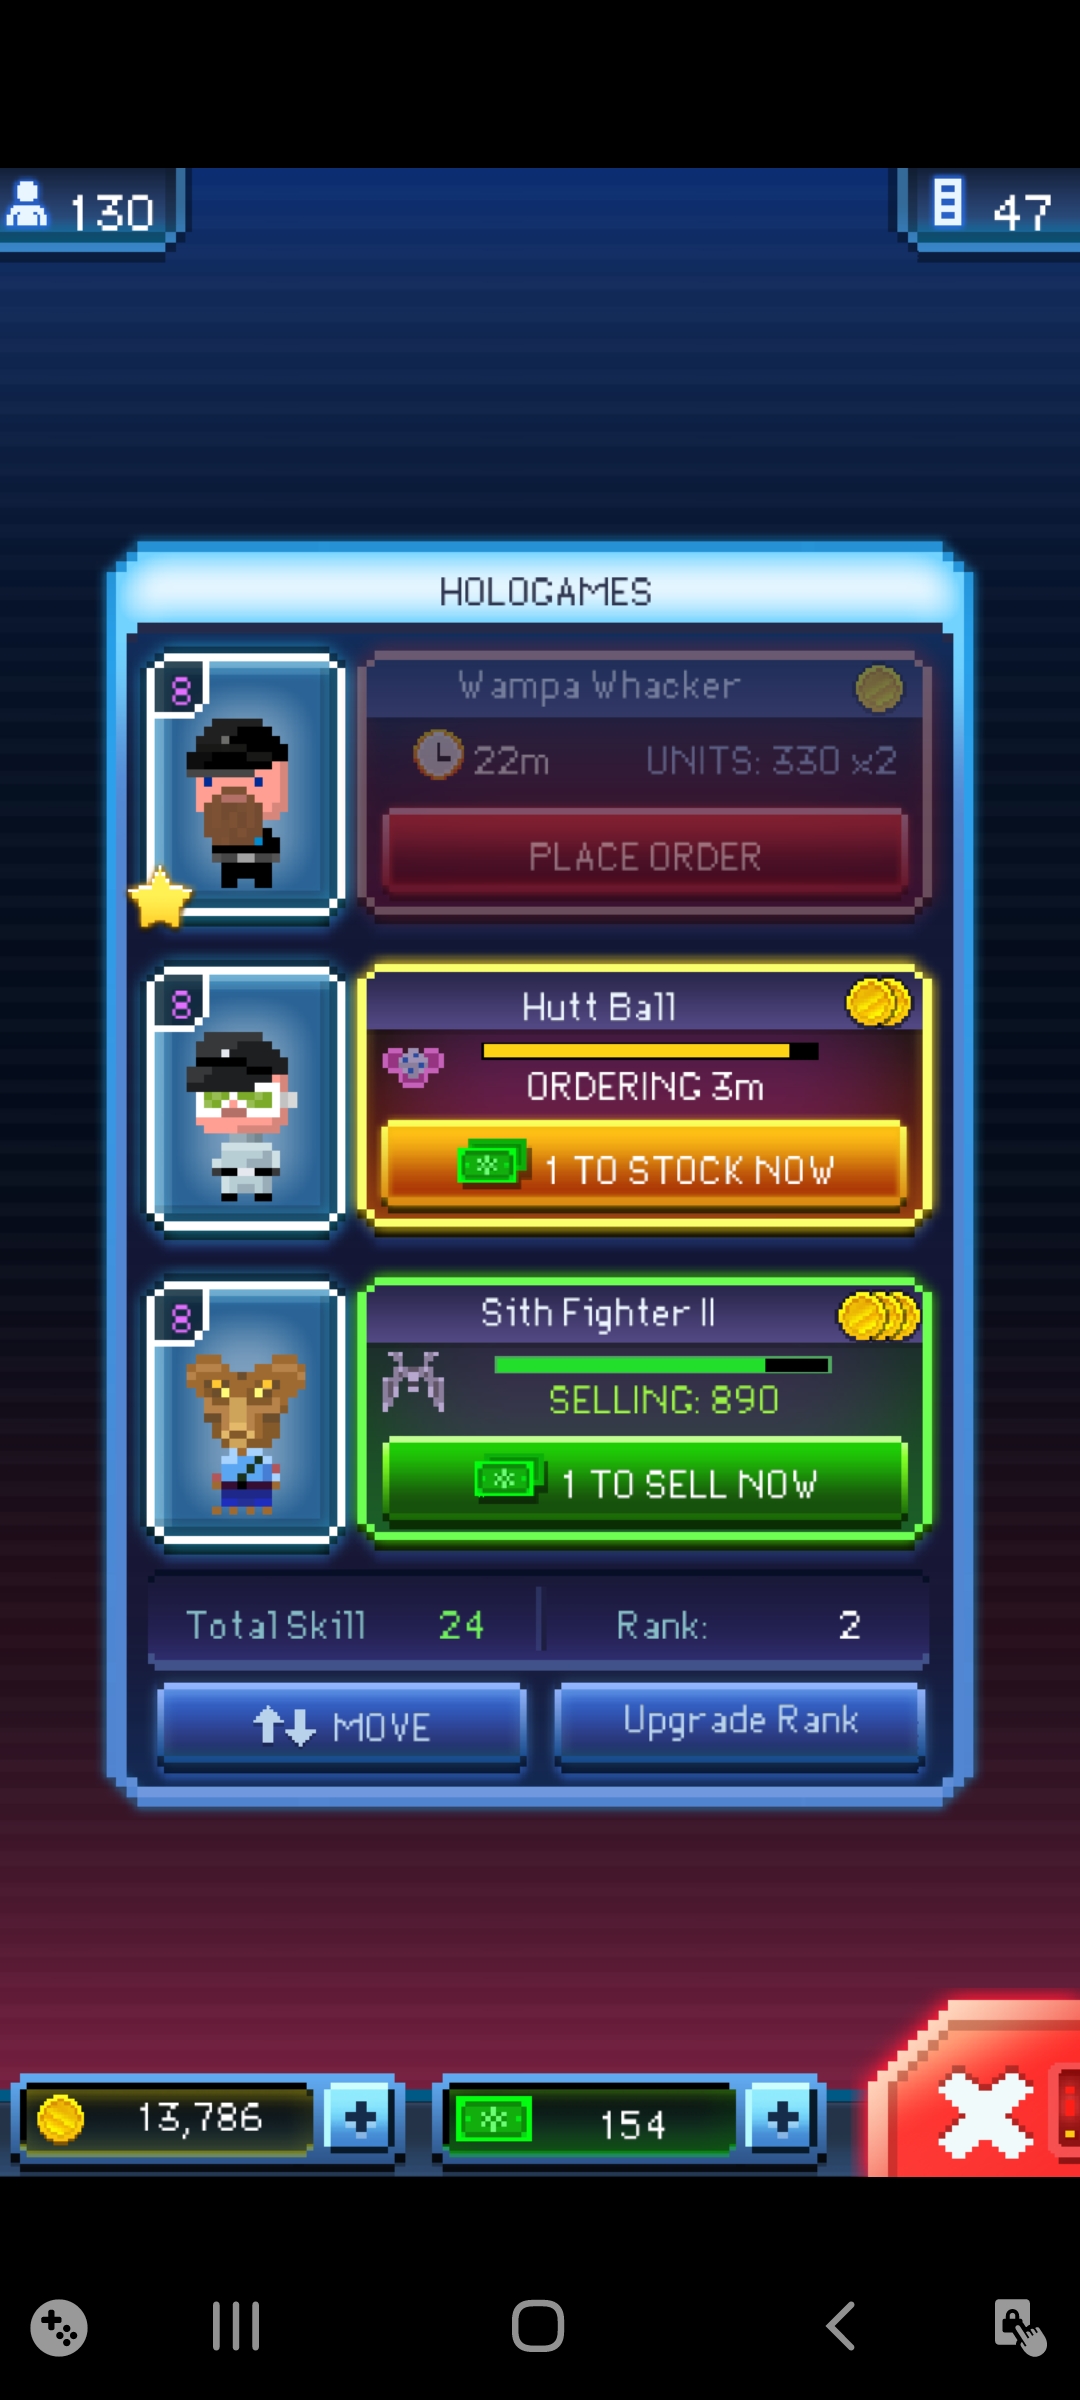 130
47
HOLOGAMES
8
Wampa Whacker
22m UNITS: 330 x2
PLACE ORDER
8
Hutt Ball
ORDERING 3m
1 TO STOCK NOW
8
Sith Fighter II
SELLING: 890
1 TO SELL NOW
Total Skill 24 Rank: 2
MOVE Upgrade Rank
13,786 154